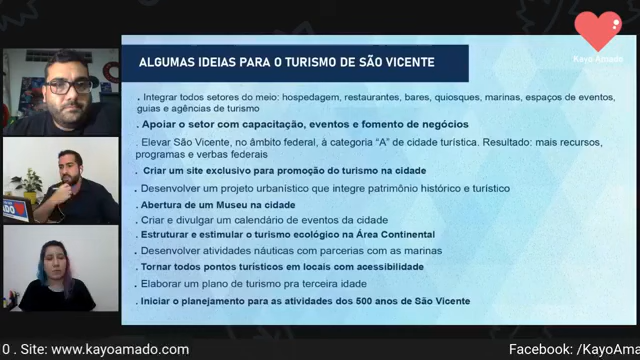 Kayo Amado
ALGUMAS IDEIAS PARA O TURISMO DE SÃO VICENTE
. Integrar todos setores do meio: hospedagem, restaurantes, bares, quiosques, marinas, espaços de eventos,
guias e agências de turismo
. Apoiar o setor com capacitação, eventos e fomento de negócios
. Elevar São Vicente, no âmbito federal, à categoria “A” de cidade turística. Resultado: mais recursos,
programas e verbas federais
. Criar um site exclusivo para promoção do turismo na cidade
. Desenvolver um projeto urbanístico que integre patrimônio histórico e turístico
. Abertura de um Museu na cidade
. Criar e divulgar um calendário de eventos da cidade
. Estruturar e estimular o turismo ecológico na Área Continental
. Desenvolver atividades náuticas com parcerias com as marinas
. Tornar todos pontos turísticos em locais com acessibilidade
. Elaborar um plano de turismo pra terceira idade
. Iniciar o planejamento para as atividades dos 500 anos de São Vicente
0 . Site: www.kayoamado.com
Facebook: /KayoAma